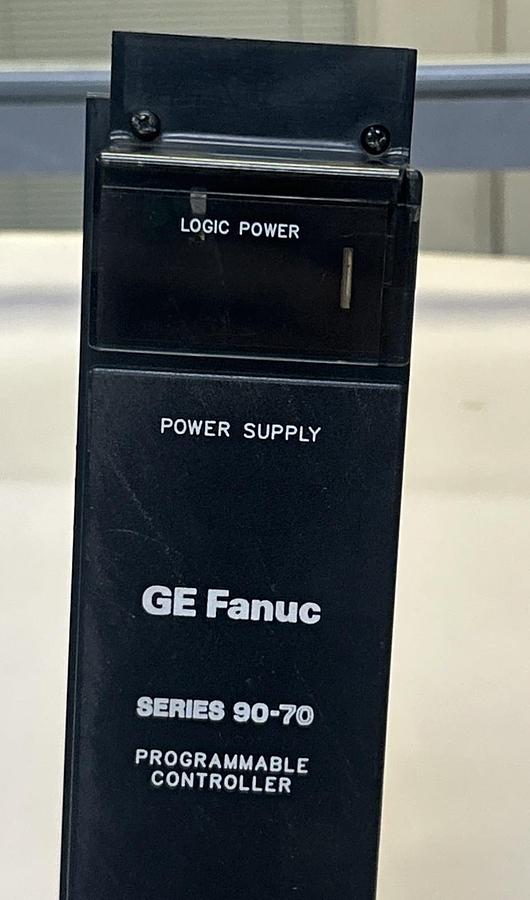 LOGIC POWER
POWER SUPPLY
GE Fanuc
SERIES 90-70
PROGRAMMABLE
CONTROLLER